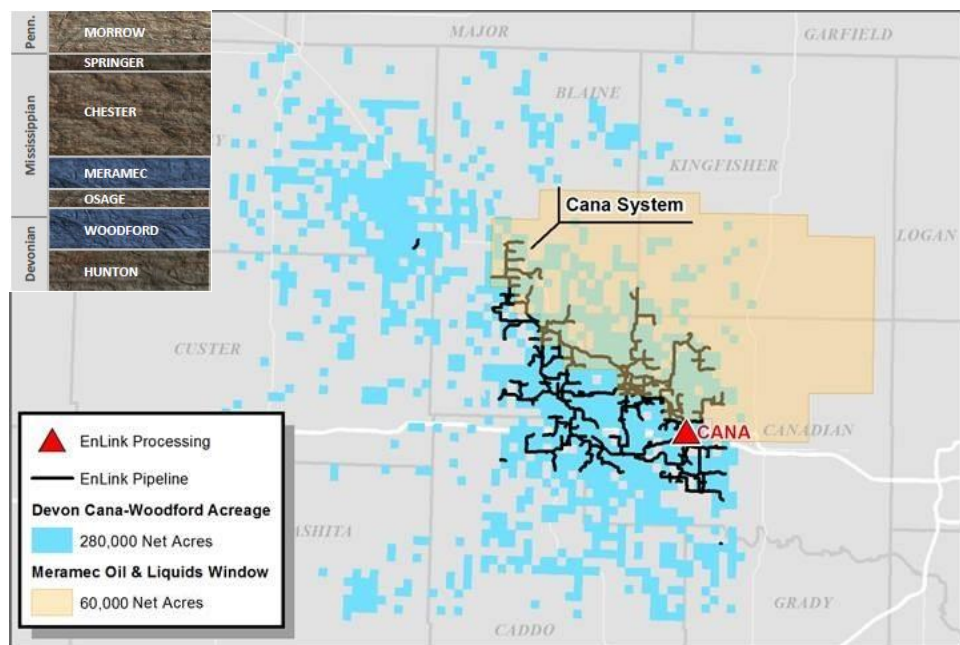 Penn.
MORROW
SPRINGER
Mississippian
CHESTER
MERAMEC
OSAGE
Devonian
WOODFORD
HUNTON
MAJOR
GARFIELD
BLAINE
Y
KINGFISHER
Cana System
LOGAN
CUSTER
CANA
CANADIAN
ASHITA
GRADY
CADDO
EnLink Processing
EnLink Pipeline
Devon Cana-Woodford Acreage
280,000 Net Acres
Meramec Oil & Liquids Window
60,000 Net Acres